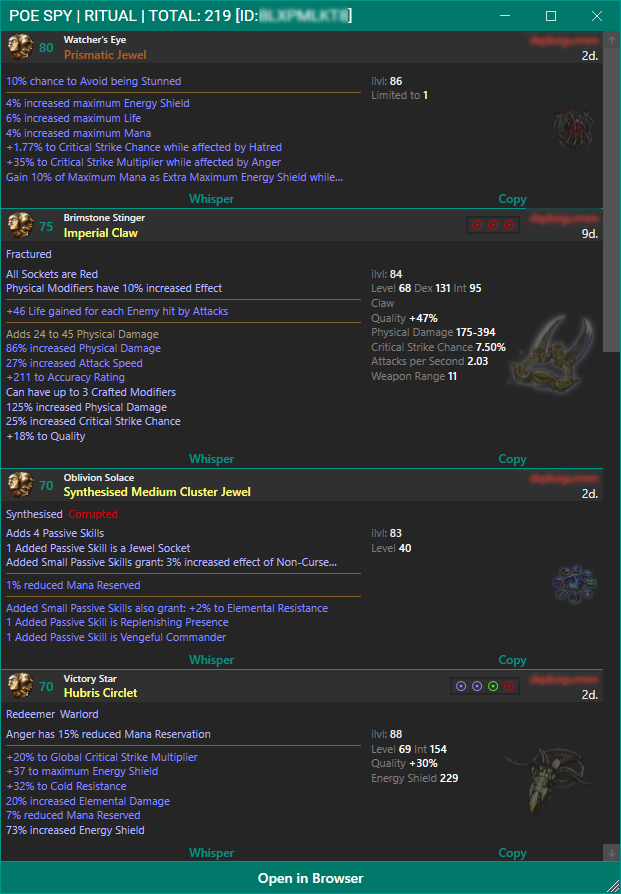 POE SPY | RITUAL | TOTAL: 219 [ID:
80
Watcher's Eye
Prismatic Jewel
2d.
10% chance to Avoid being Stunned
4% increased maximum Energy Shield
6% increased maximum Life
4% increased maximum Mana
+1.77% to Critical Strike Chance while affected by Hatred
+35% to Critical Strike Multiplier while affected by Anger
Gain 10% of Maximum Mana as Extra Maximum Energy Shield while...
ilvl: 86
Limited to 1
Whisper
Copy
75
Brimstone Stinger
Imperial Claw
9d.
Fractured
All Sockets are Red
Physical Modifiers have 10% increased Effect
+46 Life gained for each Enemy hit by Attacks
Adds 24 to 45 Physical Damage
86% increased Physical Damage
27% increased Attack Speed
+211 to Accuracy Rating
Can have up to 3 Crafted Modifiers
125% increased Physical Damage
25% increased Critical Strike Chance
+18% to Quality
ilvl: 84
Level 68 Dex 131 Int 95
Claw
Quality +47%
Physical Damage 175-394
Critical Strike Chance 7.50%
Attacks per Second 2.03
Weapon Range 11
Whisper
Copy
70
Oblivion Solace
Synthesised Medium Cluster Jewel
2d.
Synthesised Corrupted
Adds 4 Passive Skills
1 Added Passive Skill is a Jewel Socket
Added Small Passive Skills grant: 3% increased effect of Non-Curse...
1% reduced Mana Reserved
Added Small Passive Skills also grant: +2% to Elemental Resistance
1 Added Passive Skill is Replenishing Presence
1 Added Passive Skill is Vengeful Commander
ilvl: 83
Level 40
Whisper
Copy
70
Victory Star
Hubris Circlet
2d.
Redeemer Warlord
Anger has 15% reduced Mana Reservation
+20% to Global Critical Strike Multiplier
+37 to maximum Energy Shield
+32% to Cold Resistance
20% increased Elemental Damage
7% reduced Mana Reserved
73% increased Energy Shield
ilvl: 88
Level 69 Int 154
Quality +30%
Energy Shield 229
Whisper
Copy
Open in Browser